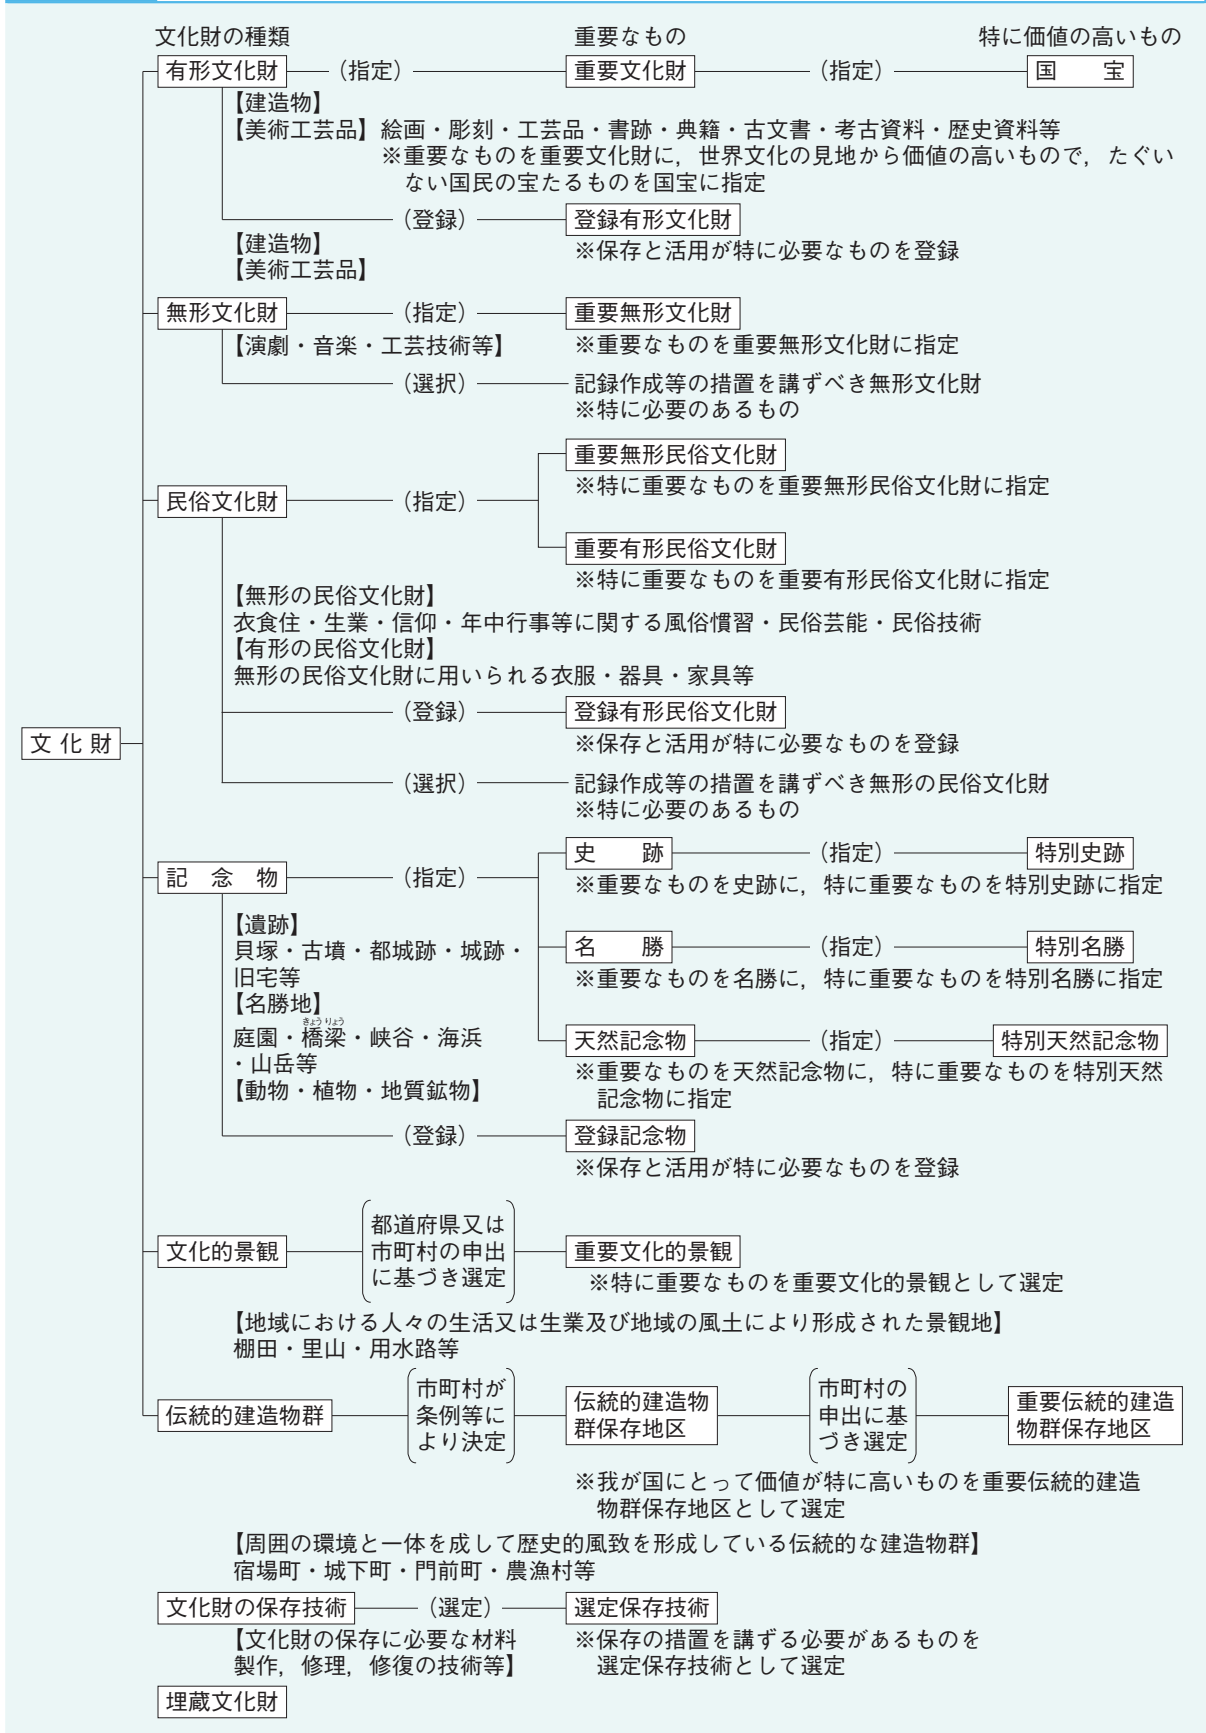 文化財の種類 重要なもの 特に価値の高いもの
有形文化財 （指定） 重要文化財 （指定） 国　宝
【建造物】
【美術工芸品】絵画・彫刻・工芸品・書跡・典籍・古文書・考古資料・歴史資料等
※重要なものを重要文化財に，世界文化の見地から価値の高いもので，たぐい
ない国民の宝たるものを国宝に指定
（登録） 登録有形文化財
【建造物】
※保存と活用が特に必要なものを登録
【美術工芸品】
無形文化財 （指定） 重要無形文化財
【演劇・音楽・工芸技術等】 ※重要なものを重要無形文化財に指定
（選択） 記録作成等の措置を講ずべき無形文化財
※特に必要のあるもの
重要無形民俗文化財
※特に重要なものを重要無形民俗文化財に指定
民俗文化財 （指定）
重要有形民俗文化財
※特に重要なものを重要有形民俗文化財に指定
【無形の民俗文化財】
衣食住・生業・信仰・年中行事等に関する風俗慣習・民俗芸能・民俗技術
【有形の民俗文化財】
無形の民俗文化財に用いられる衣服・器具・家具等
（登録） 登録有形民俗文化財
文化財
※保存と活用が特に必要なものを登録
（選択） 記録作成等の措置を講ずべき無形の民俗文化財
※特に必要のあるもの
史　跡 （指定） 特別史跡
記念物 （指定）
※重要なものを史跡に，特に重要なものを特別史跡に指定
【遺跡】
貝塚・古墳・都城跡・城跡・
旧宅等
名　勝 （指定） 特別名勝
※重要なものを名勝に，特に重要なものを特別名勝に指定
【名勝地】
きょうりょう
庭園・橋梁・峡谷・海浜
・山岳等
【動物・植物・地質鉱物】
天然記念物 （指定） 特別天然記念物
※重要なものを天然記念物に，特に重要なものを特別天然
記念物に指定
（登録） 登録記念物
※保存と活用が特に必要なものを登録
文化的景観
都道府県又は
市町村の申出
に基づき選定
重要文化的景観
※特に重要なものを重要文化的景観として選定
【地域における人々の生活又は生業及び地域の風土により形成された景観地】
棚田・里山・用水路等
伝統的建造物群
市町村が
条例等に
より決定
伝統的建造物
群保存地区
市町村の
申出に基
づき選定
重要伝統的建造
物群保存地区
※我が国にとって価値が特に高いものを重要伝統的建造
物群保存地区として選定
【周囲の環境と一体を成して歴史的風致を形成している伝統的な建造物群】
宿場町・城下町・門前町・農漁村等
文化財の保存技術 （選定） 選定保存技術
【文化財の保存に必要な材料
製作，修理，修復の技術等】
※保存の措置を講ずる必要があるものを
選定保存技術として選定
埋蔵文化財